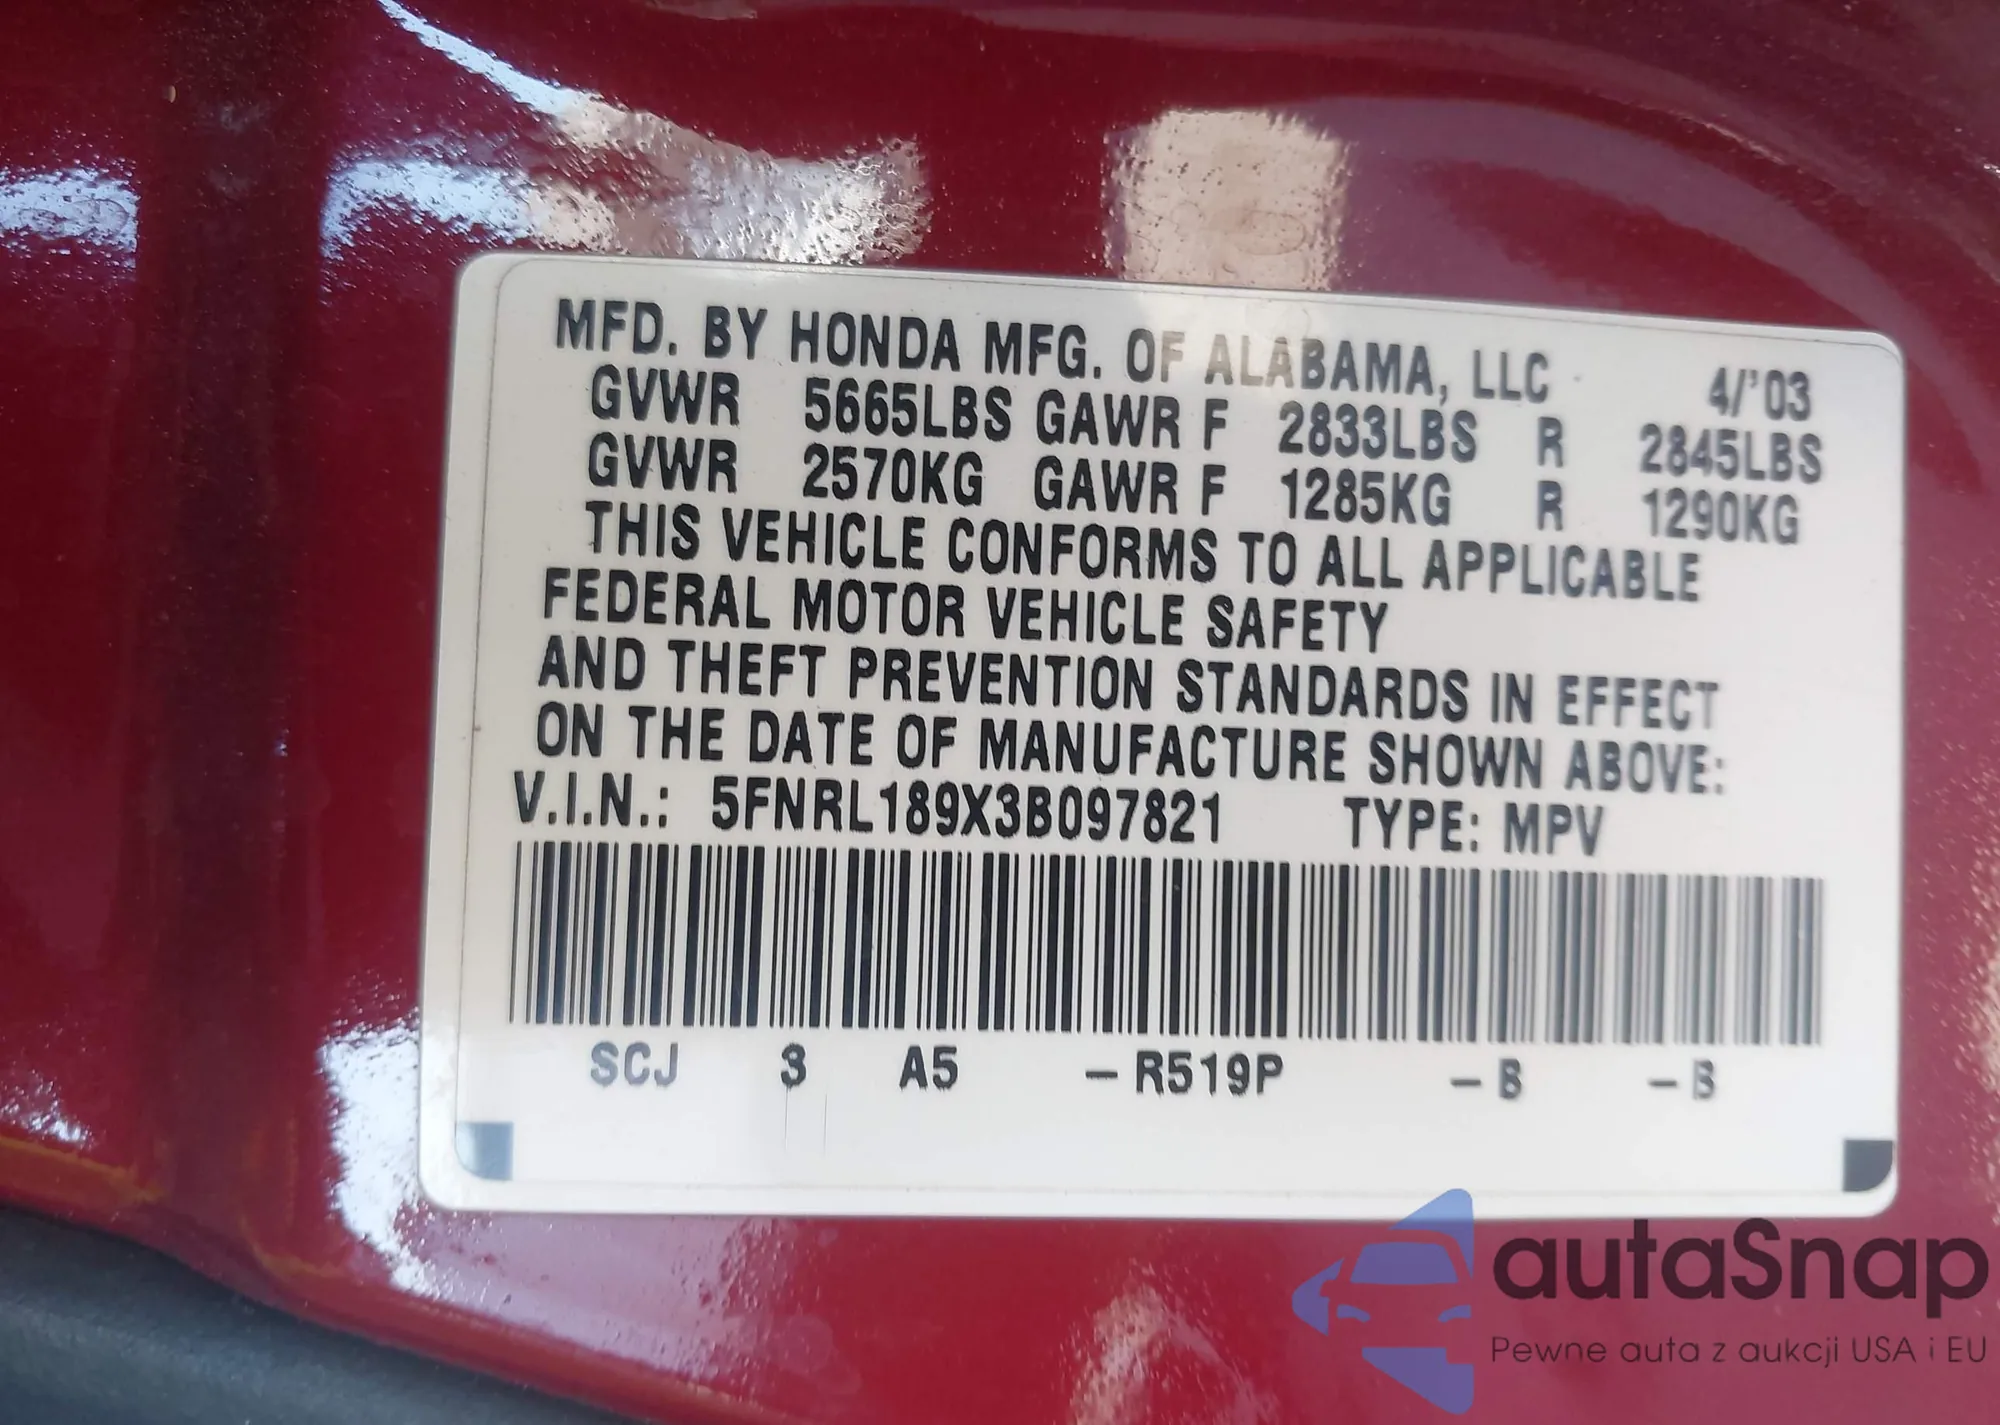 MFD. BY HONDA MFG. OF ALABAMA, LLC 4/'03
GVWR 5665LBS GAWR F 2833LBS R 2845LBS
GVWR 2570KG GAWR F 1285KG R 1290KG
THIS VEHICLE CONFORMS TO ALL APPLICABLE
FEDERAL MOTOR VEHICLE SAFETY
AND THEFT PREVENTION STANDARDS IN EFFECT
ON THE DATE OF MANUFACTURE SHOWN ABOVE:
V.I.N.: 5FNRL189X3B097821 TYPE: MPV
SCJ 3 A5 –R519P –B –B
autaSnap
Pewne auta z aukcji USA i EU